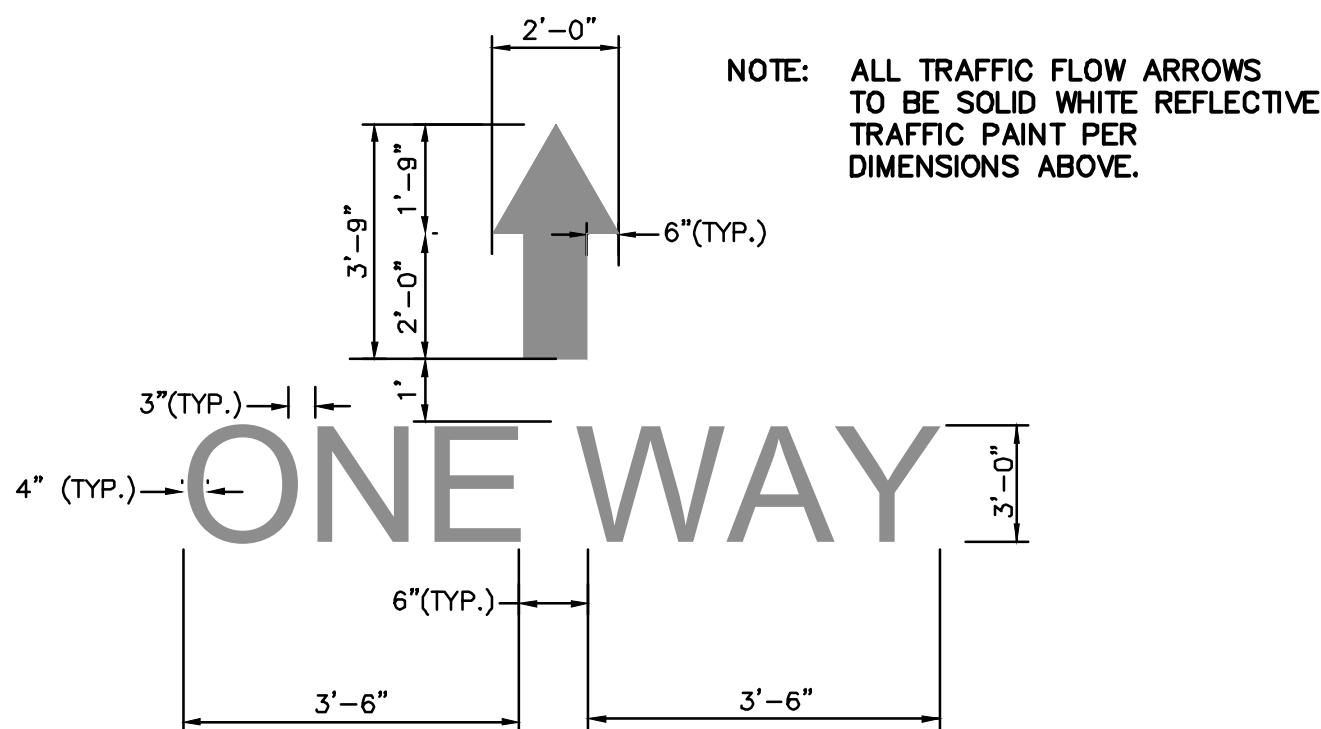 2'-0"
NOTE: ALL TRAFFIC FLOW ARROWS
TO BE SOLID WHITE REFLECTIVE
TRAFFIC PAINT PER
DIMENSIONS ABOVE.
1'-9"
3'-9"
6"(TYP.)
2'-0"
1'
3"(TYP.)
ONE WAY
3'-0"
4" (TYP.)
6"(TYP.)
3'-6"
3'-6"